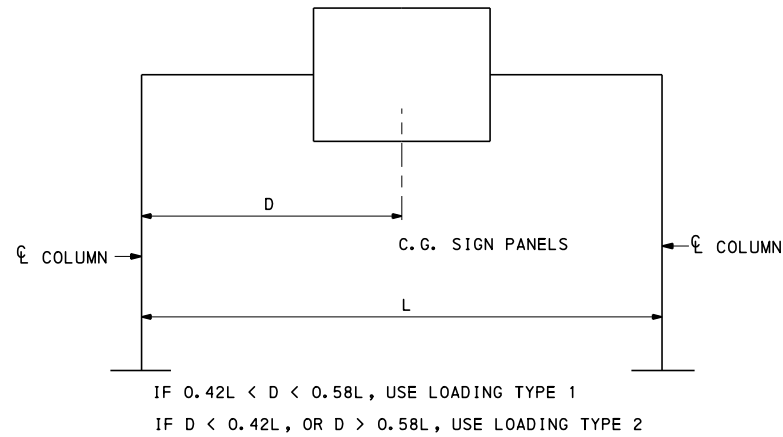 D
C.G. SIGN PANELS
℄ COLUMN
℄ COLUMN
L
IF 0.42L < D < 0.58L, USE LOADING TYPE 1
IF D < 0.42L, OR D > 0.58L, USE LOADING TYPE 2